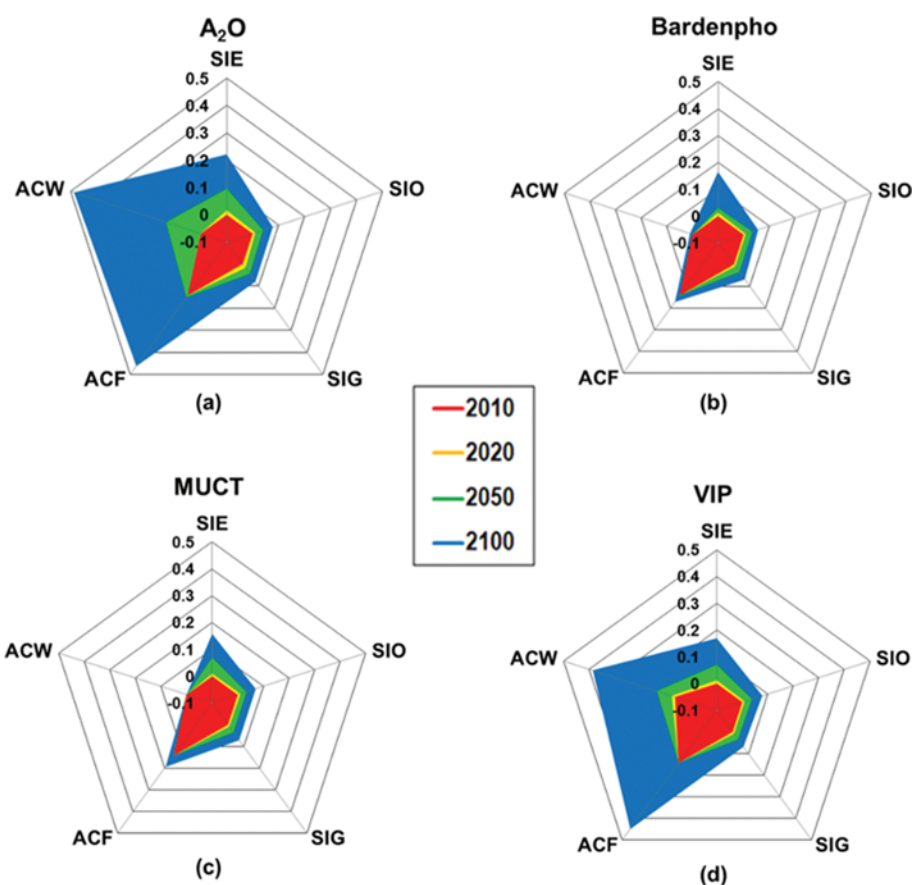 A₂O
SIE
0.5
0.4
0.3
0.2
0.1
0
-0.1
ACW
SIO
ACF
SIG
(a)
Bardenpho
SIE
0.5
0.4
0.3
0.2
0.1
0
-0.1
ACW
SIO
ACF
SIG
(b)
2010
2020
2050
2100
MUCT
SIE
0.5
0.4
0.3
0.2
0.1
0
-0.1
ACW
SIO
ACF
SIG
(c)
VIP
SIE
0.5
0.4
0.3
0.2
0.1
0
-0.1
ACW
SIO
ACF
SIG
(d)